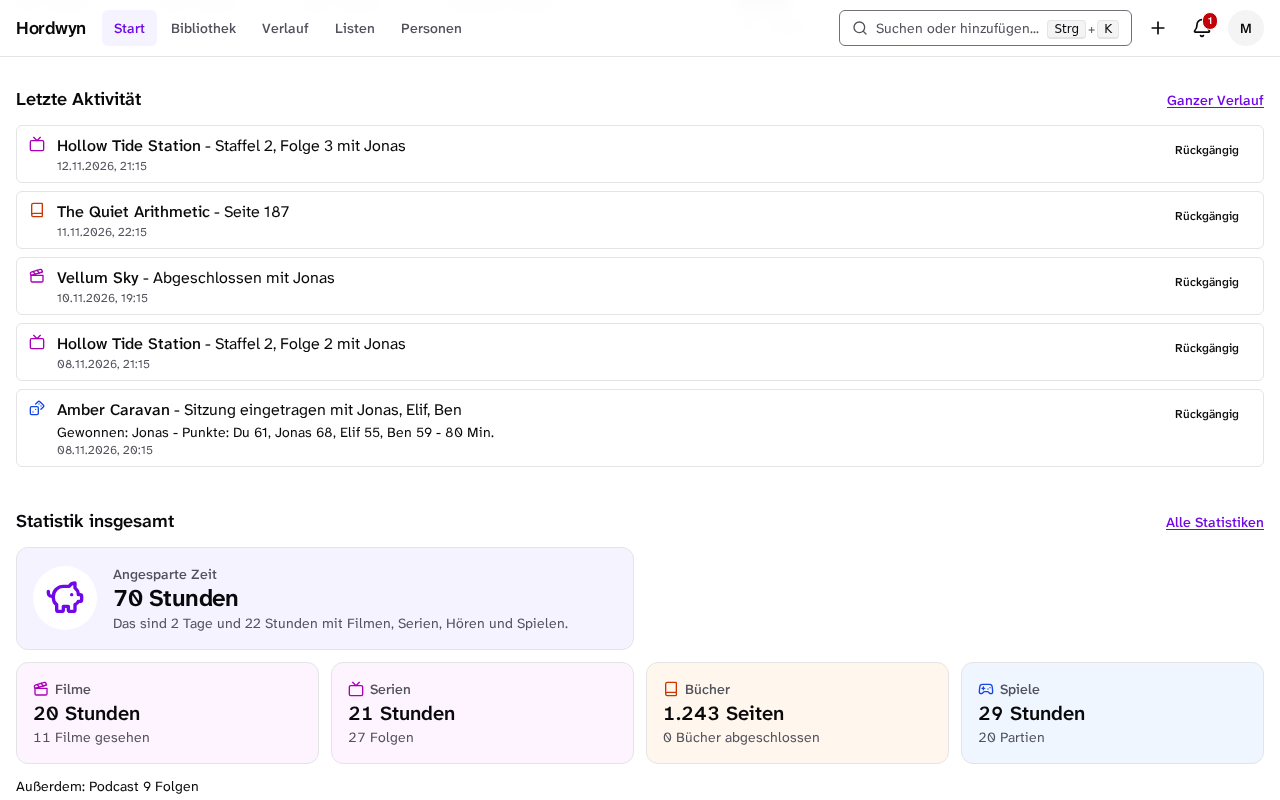 Hordwyn Start Bibliothek Verlauf Listen Personen Suchen oder hinzufügen... Strg + K 1 M
Letzte Aktivität Ganzer Verlauf
Hollow Tide Station - Staffel 2, Folge 3 mit Jonas Rückgängig
12.11.2026, 21:15
The Quiet Arithmetic - Seite 187 Rückgängig
11.11.2026, 22:15
Vellum Sky - Abgeschlossen mit Jonas Rückgängig
10.11.2026, 19:15
Hollow Tide Station - Staffel 2, Folge 2 mit Jonas Rückgängig
08.11.2026, 21:15
Amber Caravan - Sitzung eingetragen mit Jonas, Elif, Ben Rückgängig
Gewonnen: Jonas - Punkte: Du 61, Jonas 68, Elif 55, Ben 59 - 80 Min.
08.11.2026, 20:15
Statistik insgesamt Alle Statistiken
Angesparte Zeit
70 Stunden
Das sind 2 Tage und 22 Stunden mit Filmen, Serien, Hören und Spielen.
Filme
20 Stunden
11 Filme gesehen
Serien
21 Stunden
27 Folgen
Bücher
1.243 Seiten
0 Bücher abgeschlossen
Spiele
29 Stunden
20 Partien
Außerdem: Podcast 9 Folgen